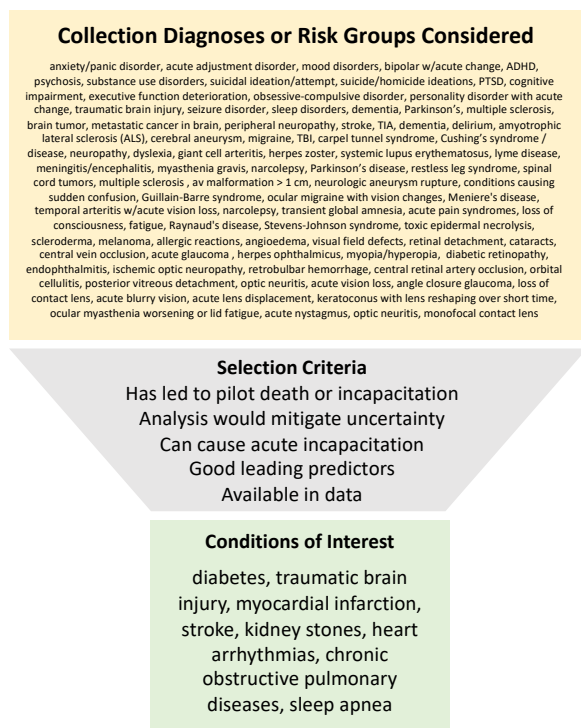 Collection Diagnoses or Risk Groups Considered
anxiety/panic disorder, acute adjustment disorder, mood disorders, bipolar w/acute change, ADHD,
psychosis, substance use disorders, suicidal ideation/attempt, suicide/homicide ideations, PTSD, cognitive
impairment, executive function deterioration, obsessive-compulsive disorder, personality disorder with acute
change, traumatic brain injury, seizure disorder, sleep disorders, dementia, Parkinson's, multiple sclerosis,
brain tumor, metastatic cancer in brain, peripheral neuropathy, stroke, TIA, dementia, delirium, amyotrophic
lateral sclerosis (ALS), cerebral aneurysm, migraine, TBI, carpel tunnel syndrome, Cushing's syndrome /
disease, neuropathy, dyslexia, giant cell arteritis, herpes zoster, systemic lupus erythematosus, lyme disease,
meningitis/encephalitis, myasthenia gravis, narcolepsy, Parkinson's disease, restless leg syndrome, spinal
cord tumors, multiple sclerosis , av malformation > 1 cm, neurologic aneurysm rupture, conditions causing
sudden confusion, Guillain-Barre syndrome, ocular migraine with vision changes, Meniere's disease,
temporal arteritis w/acute vision loss, narcolepsy, transient global amnesia, acute pain syndromes, loss of
consciousness, fatigue, Raynaud's disease, Stevens-Johnson syndrome, toxic epidermal necrolysis,
scleroderma, melanoma, allergic reactions, angioedema, visual field defects, retinal detachment, cataracts,
central vein occlusion, acute glaucoma , herpes ophthalmicus, myopia/hyperopia, diabetic retinopathy,
endophthalmitis, ischemic optic neuropathy, retrobulbar hemorrhage, central retinal artery occlusion, orbital
cellulitis, posterior vitreous detachment, optic neuritis, acute vision loss, angle closure glaucoma, loss of
contact lens, acute blurry vision, acute lens displacement, keratoconus with lens reshaping over short time,
ocular myasthenia worsening or lid fatigue, acute nystagmus, optic neuritis, monofocal contact lens
Selection Criteria
Has led to pilot death or incapacitation
Analysis would mitigate uncertainty
Can cause acute incapacitation
Good leading predictors
Available in data
Conditions of Interest
diabetes, traumatic brain
injury, myocardial infarction,
stroke, kidney stones, heart
arrhythmias, chronic
obstructive pulmonary
diseases, sleep apnea